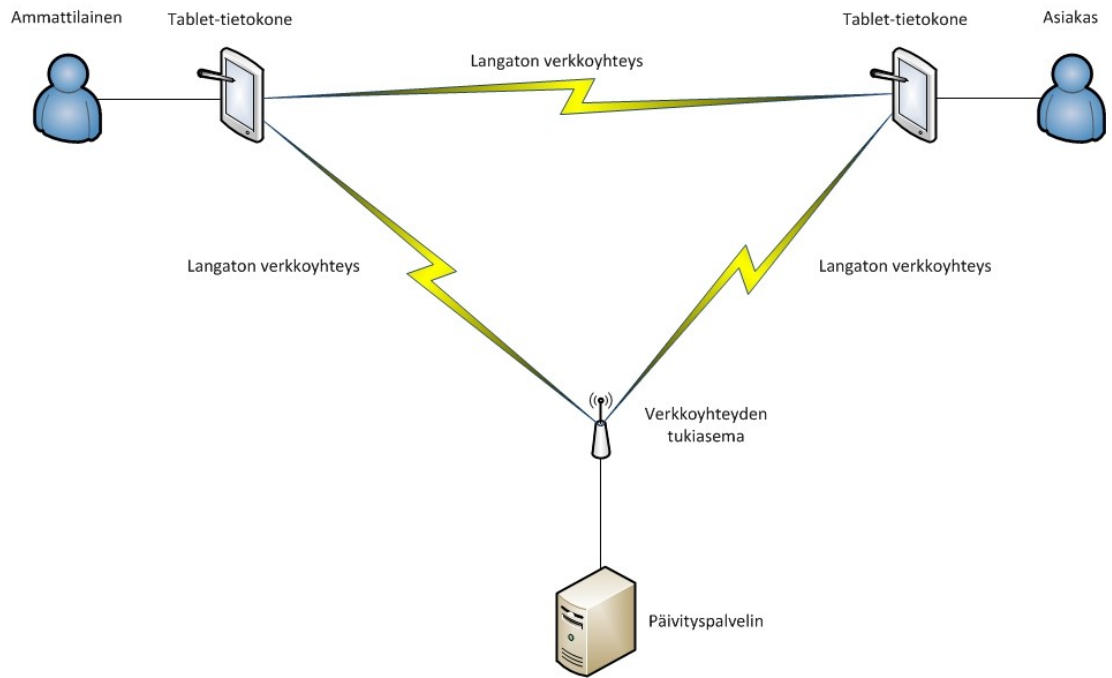 Ammattilainen
Tablet-tietokone
Tablet-tietokone
Asiakas
Langaton verkkoyhteys
Langaton verkkoyhteys
Langaton verkkoyhteys
Verkkoyhteyden
tukiasema
Päivityspalvelin